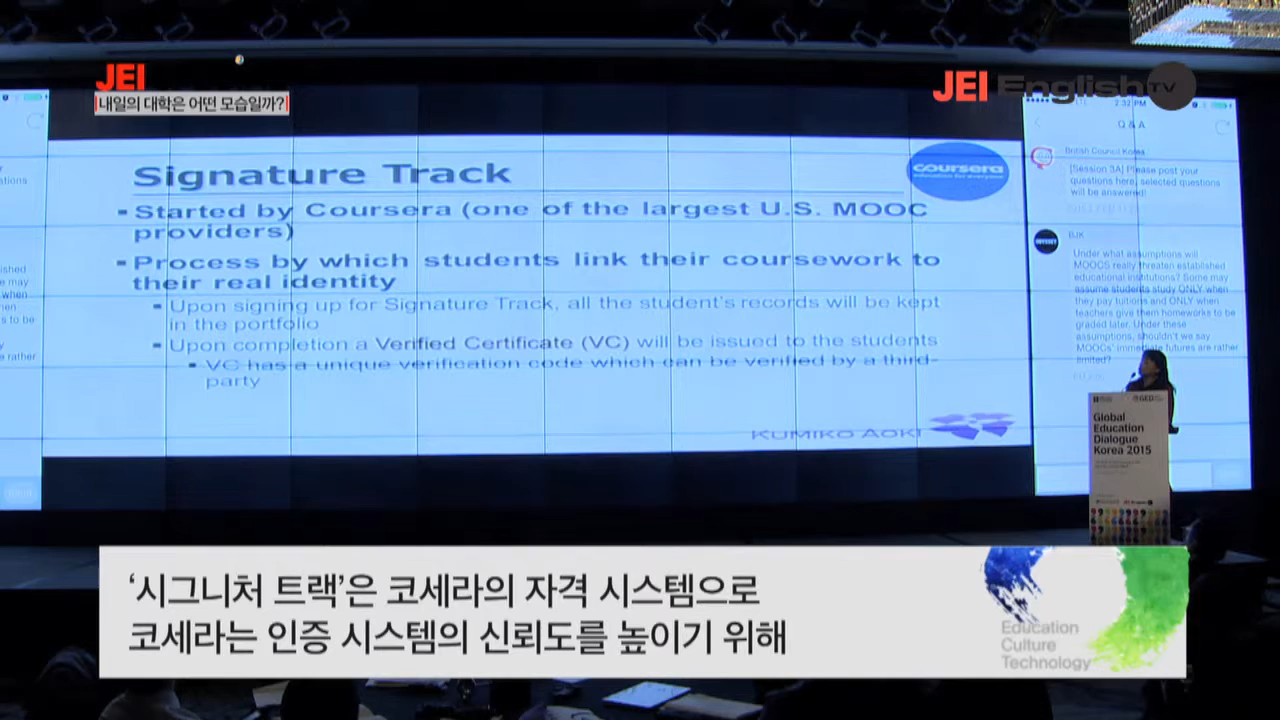 JEI
내일의 대학은 어떤 모습일까?
JEI English TV
Signature Track
coursera
education for everyone
▪Started by Coursera (one of the largest U.S. MOOC
providers)
▪Process by which students link their coursework to
their real identity
▪Upon signing up for Signature Track, all the student's records will be kept
in the portfolio
▪Upon completion a Verified Certificate (VC) will be issued to the students
▪VC has a unique verification code which can be verified by a third-
party
KUMIKO AOKI
2:32 PM
Q & A
British Council Korea
[Session 3A] Please post your
questions here, selected questions
will be answered!
BJK
Under what assumptions will
MOOCS really threaten established
educational institutions? Some may
assume students study ONLY when
they pay tuitions and ONLY when
teachers give them homeworks to be
graded later. Under these
assumptions, shouldn't we say
MOOCs' immediate futures are rather
limited?
Global
Education
Dialogue
Korea 2015
'시그니처 트랙'은 코세라의 자격 시스템으로
코세라는 인증 시스템의 신뢰도를 높이기 위해
Education
Culture
Technology